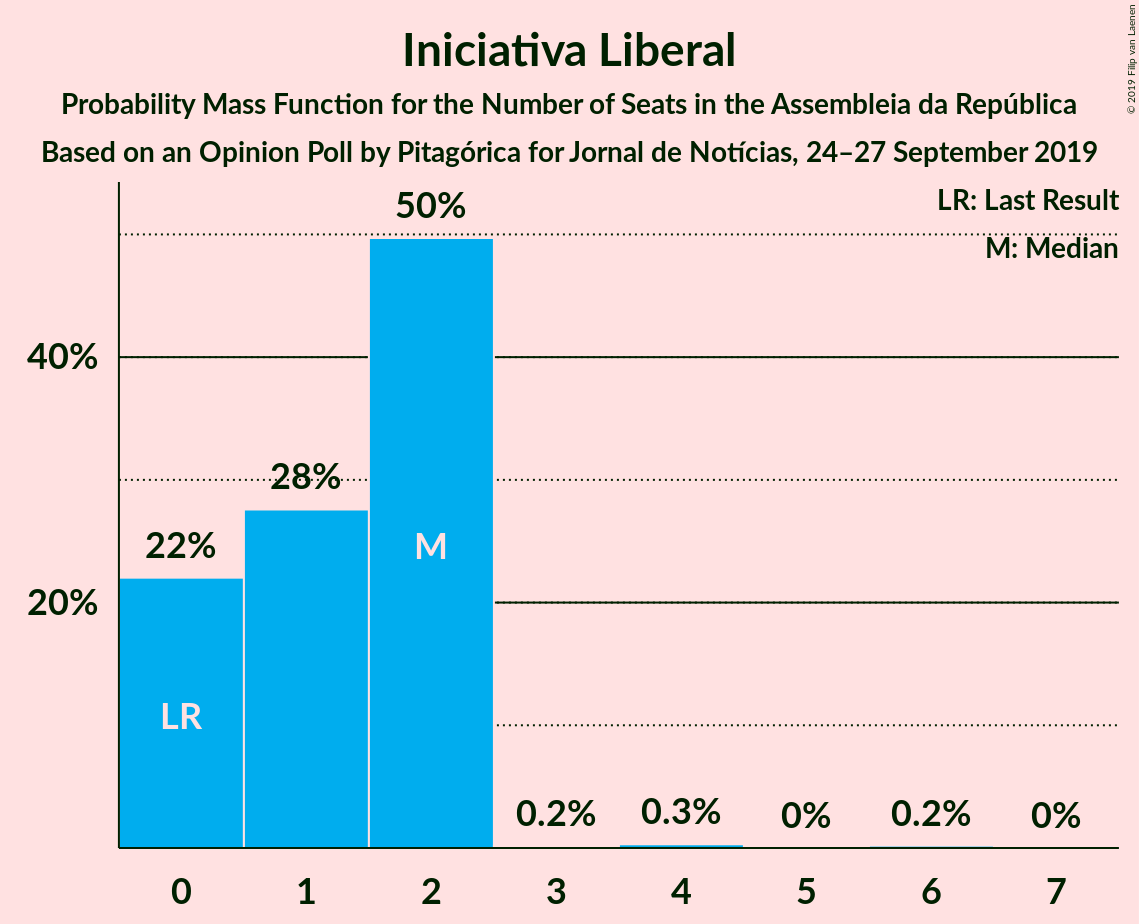 Iniciativa Liberal
Probability Mass Function for the Number of Seats in the Assembleia da República
Based on an Opinion Poll by Pitagórica for Jornal de Notícias, 24–27 September 2019
© 2019 Filip van Laenen
LR: Last Result
M: Median
50%
40%
28%
22%
M
20%
LR
0.2%
0.3%
0%
0.2%
0%
0 1 2 3 4 5 6 7